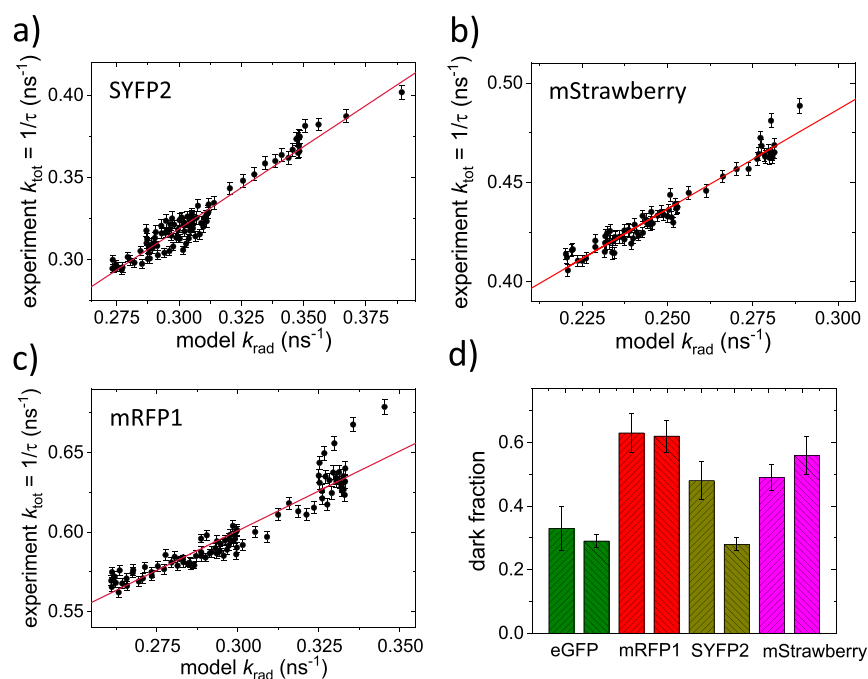 a)
SYFP2
experiment k_tot = 1/τ (ns⁻¹)
0.40
0.35
0.30
0.275 0.300 0.325 0.350 0.375
model k_rad (ns⁻¹)
b)
mStrawberry
experiment k_tot = 1/τ (ns⁻¹)
0.50
0.45
0.40
0.225 0.250 0.275 0.300
model k_rad (ns⁻¹)
c)
mRFP1
experiment k_tot = 1/τ (ns⁻¹)
0.65
0.60
0.55
0.275 0.300 0.325 0.350
model k_rad (ns⁻¹)
d)
dark fraction
0.6
0.4
0.2
0.0
eGFP mRFP1 SYFP2 mStrawberry